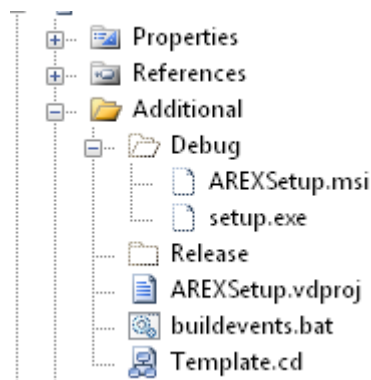 Properties
References
Additional
Debug
AREXSetup.msi
setup.exe
Release
AREXSetup.vdproj
buildevents.bat
Template.cd